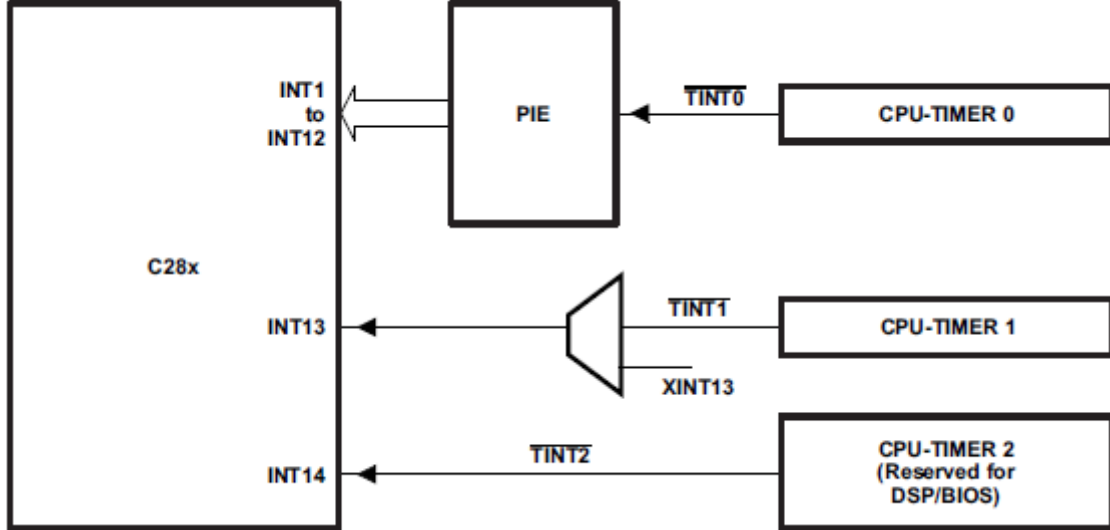 INT1
to
INT12
PIE
TINT0
CPU-TIMER 0
C28x
INT13
TINT1
CPU-TIMER 1
XINT13
INT14
TINT2
CPU-TIMER 2
(Reserved for
DSP/BIOS)